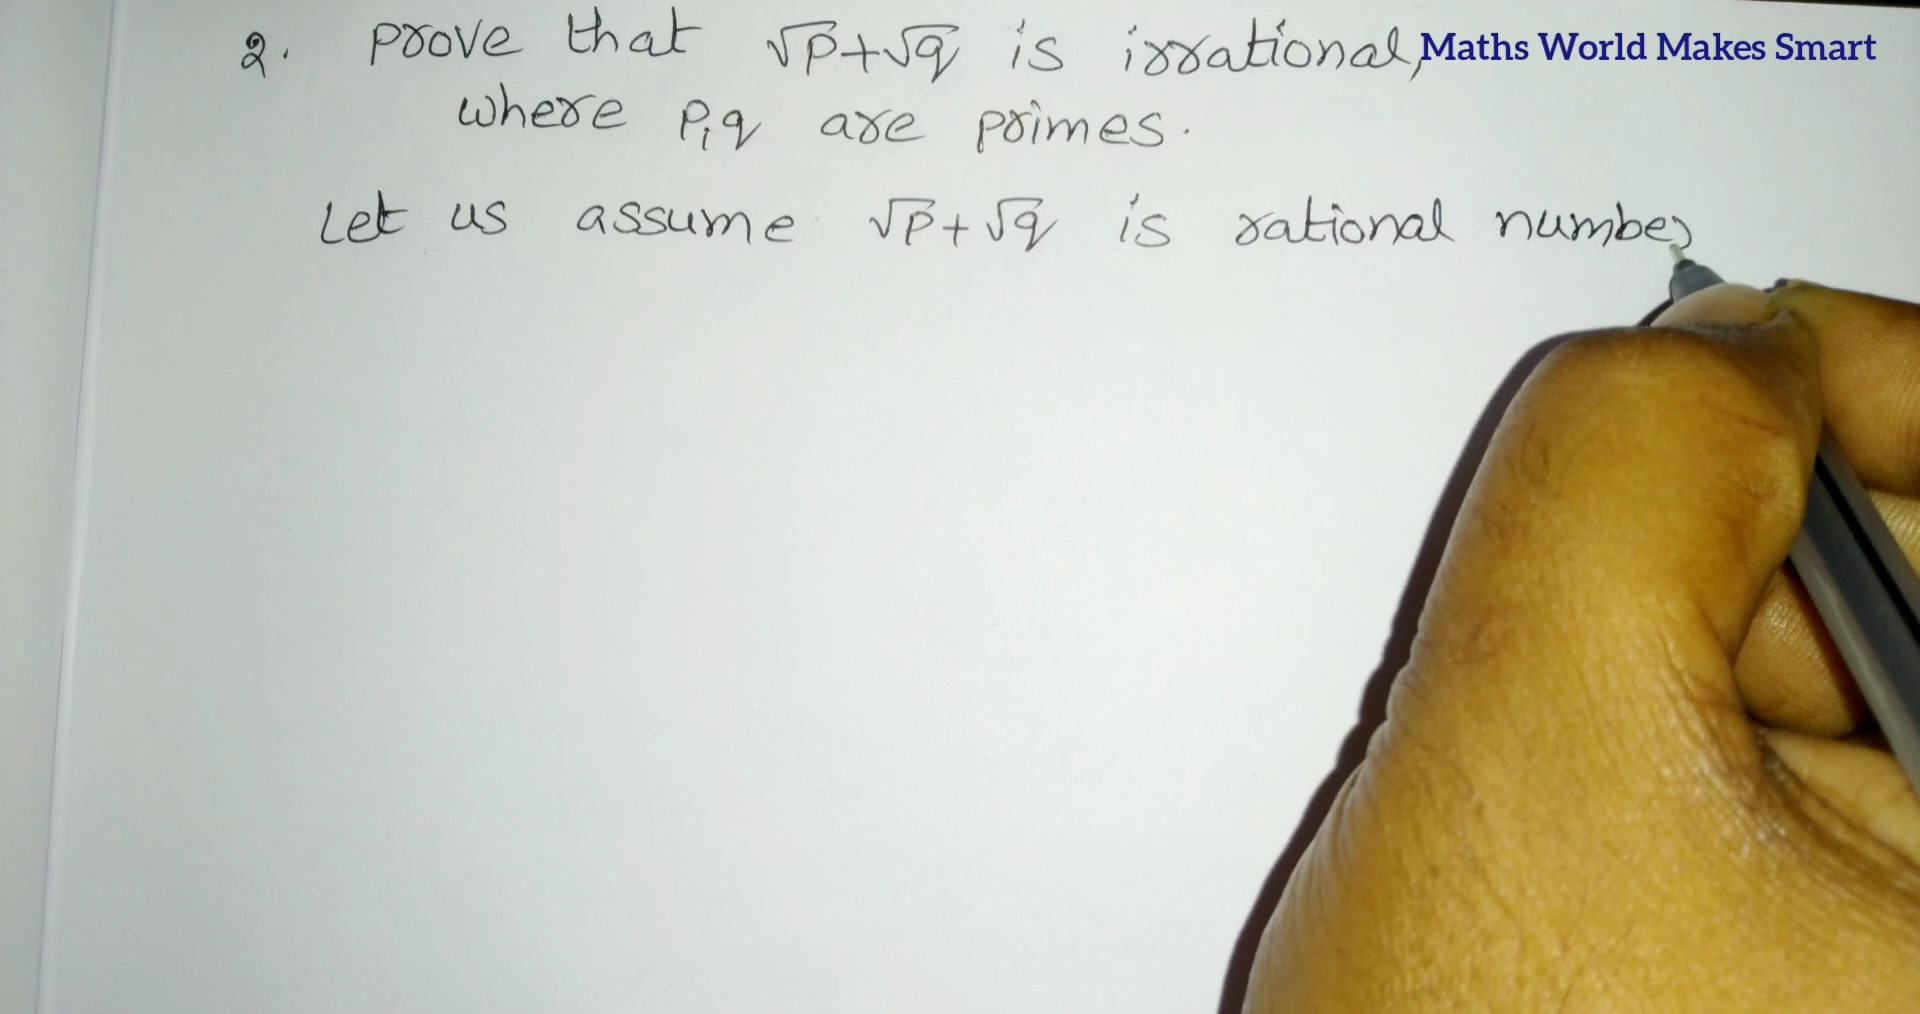 2. prove that √p+√q is irrational, Maths World Makes Smart
where p,q are primes.
Let us assume √p+√q is rational number